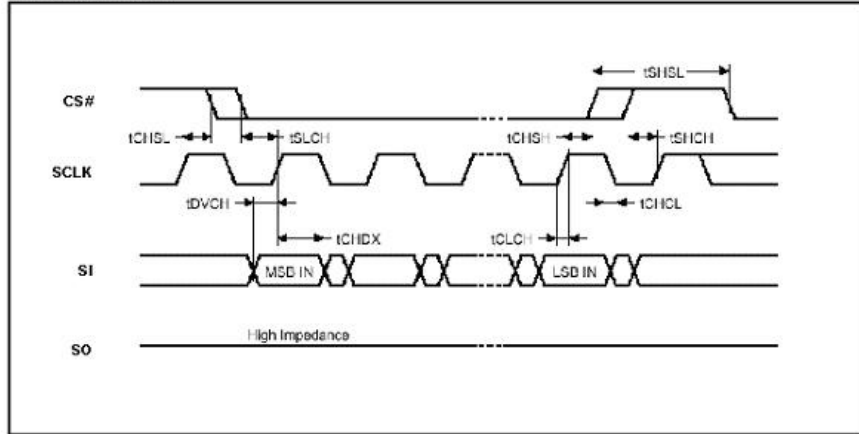 tSHSL
CS#
tCHSL
tSLCH
tCHSH
tSHCH
SCLK
tDVCH
tCHCL
tCHDX
tCLCH
SI
MSB IN
LSB IN
High Impedance
SO